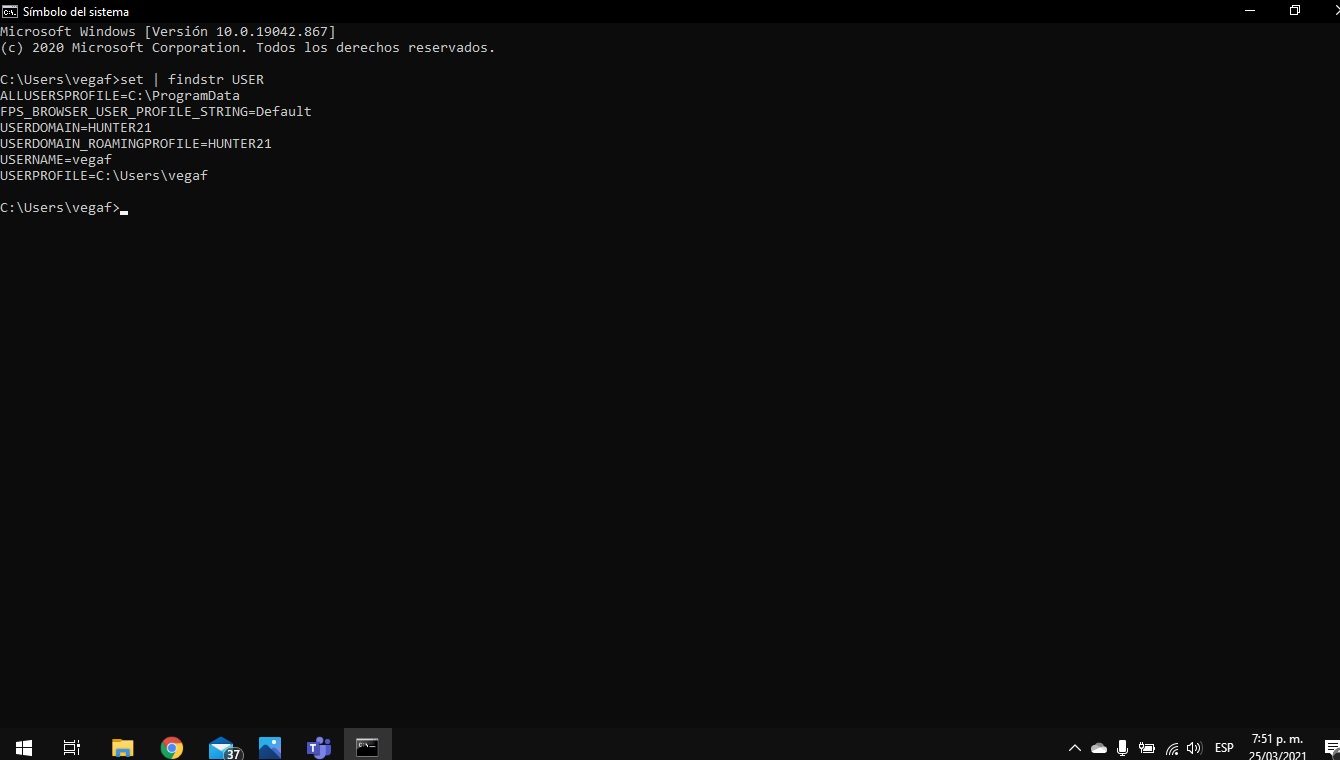 Símbolo del sistema
Microsoft Windows [Versión 10.0.19042.867]
(c) 2020 Microsoft Corporation. Todos los derechos reservados.
C:\Users\vegaf>set | findstr USER
ALLUSERSPROFILE=C:\ProgramData
FPS_BROWSER_USER_PROFILE_STRING=Default
USERDOMAIN=HUNTER21
USERDOMAIN_ROAMINGPROFILE=HUNTER21
USERNAME=vegaf
USERPROFILE=C:\Users\vegaf
C:\Users\vegaf>
37
ESP
7:51 p. m.
25/03/2021